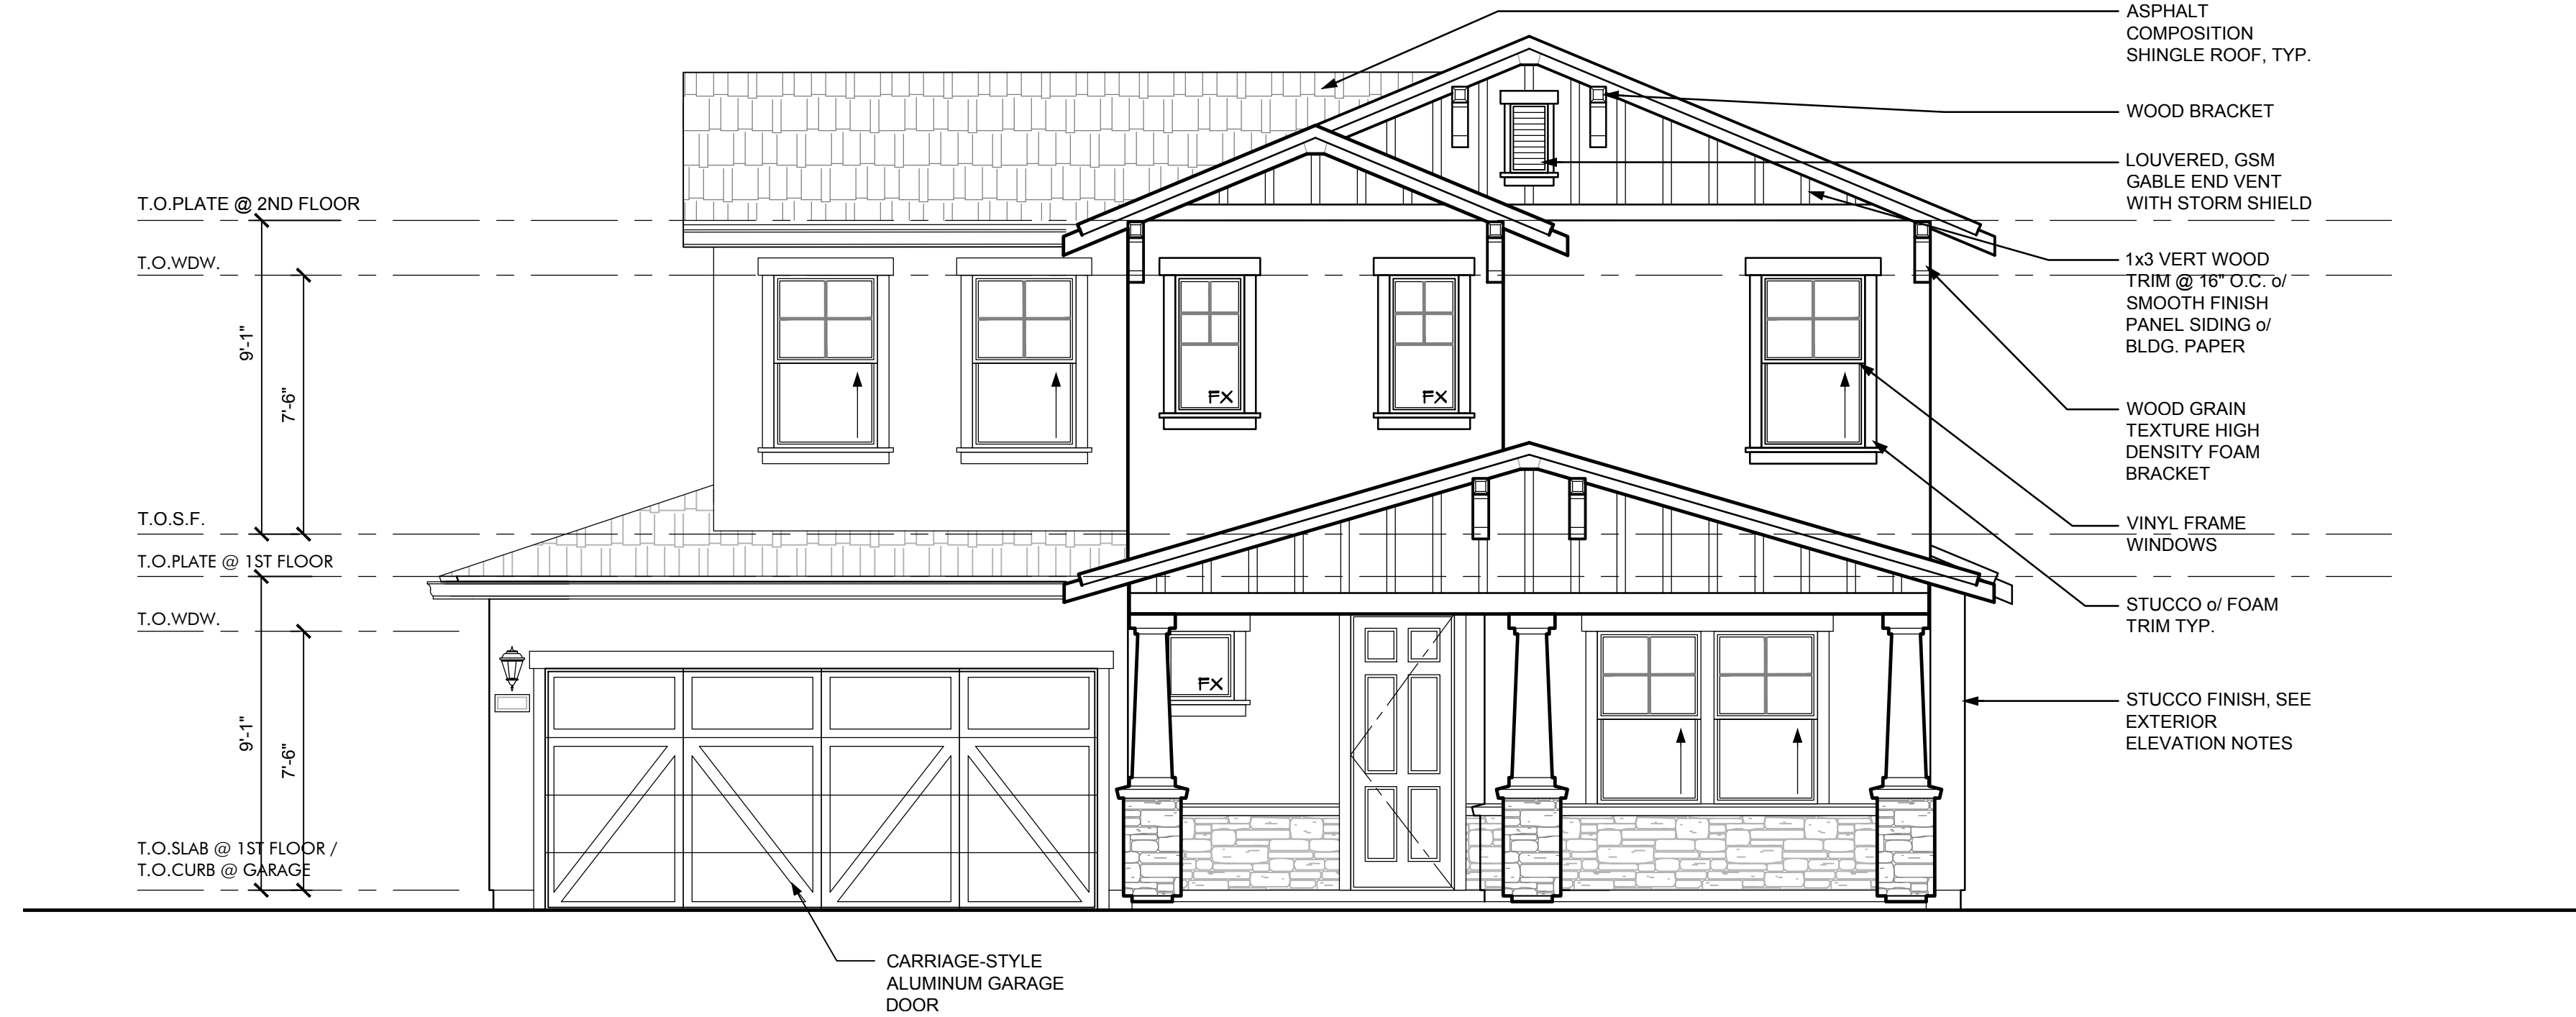 ASPHALT
COMPOSITION
SHINGLE ROOF, TYP.
WOOD BRACKET
LOUVERED, GSM
GABLE END VENT
WITH STORM SHIELD
T.O.PLATE @ 2ND FLOOR
T.O.WDW.
1x3 VERT WOOD
TRIM @ 16" O.C. o/
SMOOTH FINISH
PANEL SIDING o/
BLDG. PAPER
9'-1"
7'-6"
FX
FX
WOOD GRAIN
TEXTURE HIGH
DENSITY FOAM
BRACKET
T.O.S.F.
VINYL FRAME
WINDOWS
T.O.PLATE @ 1ST FLOOR
T.O.WDW.
STUCCO o/ FOAM
TRIM TYP.
FX
STUCCO FINISH, SEE
EXTERIOR
ELEVATION NOTES
9'-1"
7'-6"
T.O.SLAB @ 1ST FLOOR /
T.O.CURB @ GARAGE
CARRIAGE-STYLE
ALUMINUM GARAGE
DOOR